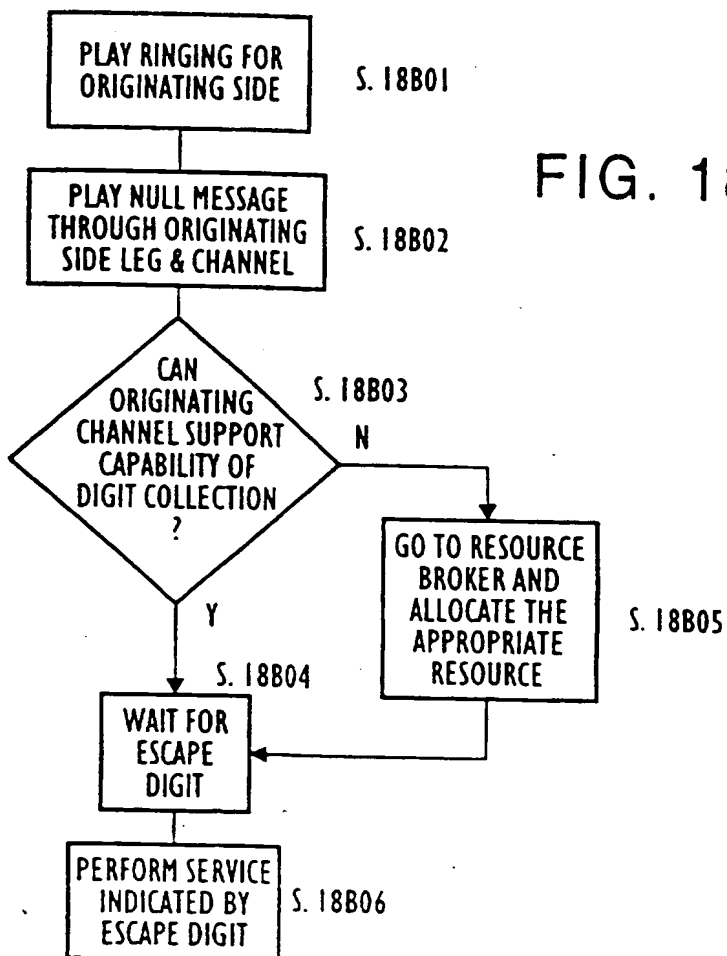 PLAY RINGING FOR
ORIGINATING SIDE
S. 18B01
FIG. 18
PLAY NULL MESSAGE
THROUGH ORIGINATING
SIDE LEG & CHANNEL
S. 18B02
CAN
ORIGINATING
CHANNEL SUPPORT
CAPABILITY OF
DIGIT COLLECTION
?
S. 18B03
N
Y
GO TO RESOURCE
BROKER AND
ALLOCATE THE
APPROPRIATE
RESOURCE
S. 18B05
S. 18B04
WAIT FOR
ESCAPE
DIGIT
PERFORM SERVICE
INDICATED BY
ESCAPE DIGIT
S. 18B06